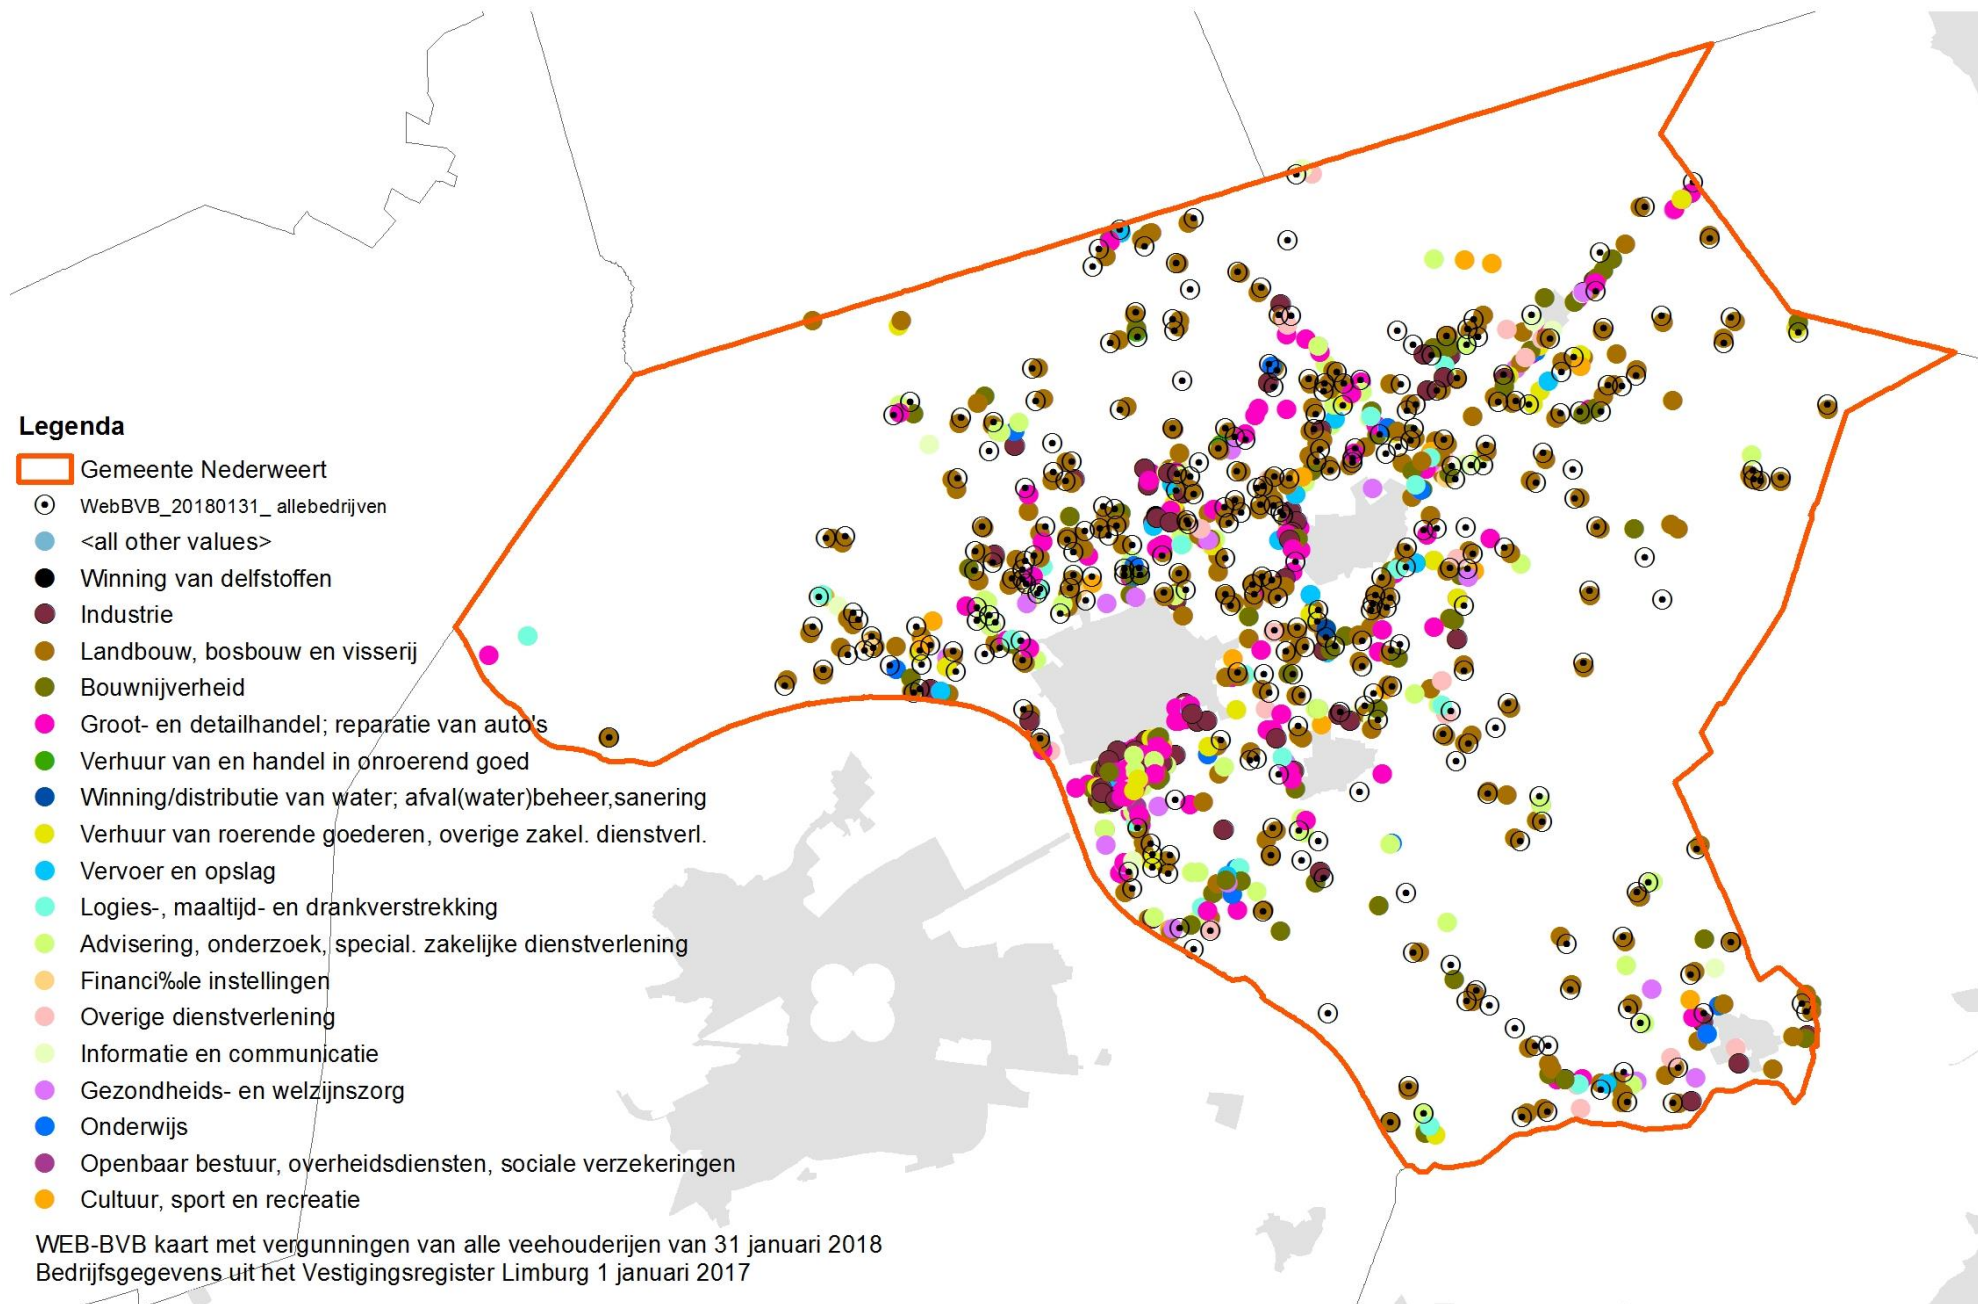 Legenda
Gemeente Nederweert
WebBVB_20180131_ allebedrijven
<all other values>
Winning van delfstoffen
Industrie
Landbouw, bosbouw en visserij
Bouwnijverheid
Groot- en detailhandel; reparatie van auto's
Verhuur van en handel in onroerend goed
Winning/distributie van water; afval(water)beheer,sanering
Verhuur van roerende goederen, overige zakel. dienstverl.
Vervoer en opslag
Logies-, maaltijd- en drankverstrekking
Advisering, onderzoek, special. zakelijke dienstverlening
Financi‰le instellingen
Overige dienstverlening
Informatie en communicatie
Gezondheids- en welzijnszorg
Onderwijs
Openbaar bestuur, overheidsdiensten, sociale verzekeringen
Cultuur, sport en recreatie
WEB-BVB kaart met vergunningen van alle veehouderijen van 31 januari 2018
Bedrijfsgegevens uit het Vestigingsregister Limburg 1 januari 2017